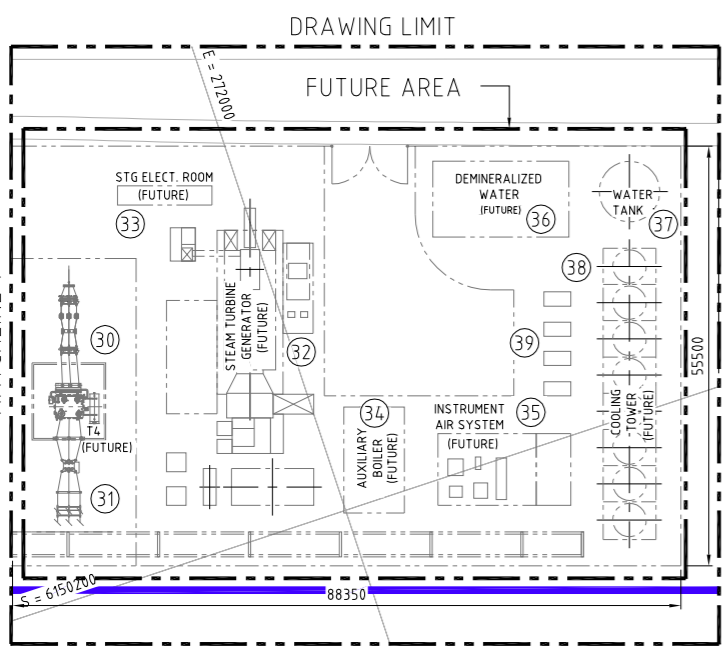 DRAWING LIMIT
E = 272000
FUTURE AREA
STG ELECT. ROOM
(FUTURE)
33
DEMINERALIZED
WATER
(FUTURE)
36
WATER
TANK
37
38
30
STEAM TURBINE
GENERATOR
(FUTURE)
32
39
55500
T4
(FUTURE)
34
AUXILIARY
BOILER
(FUTURE)
INSTRUMENT
AIR SYSTEM
(FUTURE)
35
COOLING
TOWER
(FUTURE)
31
S = 6150200
88350